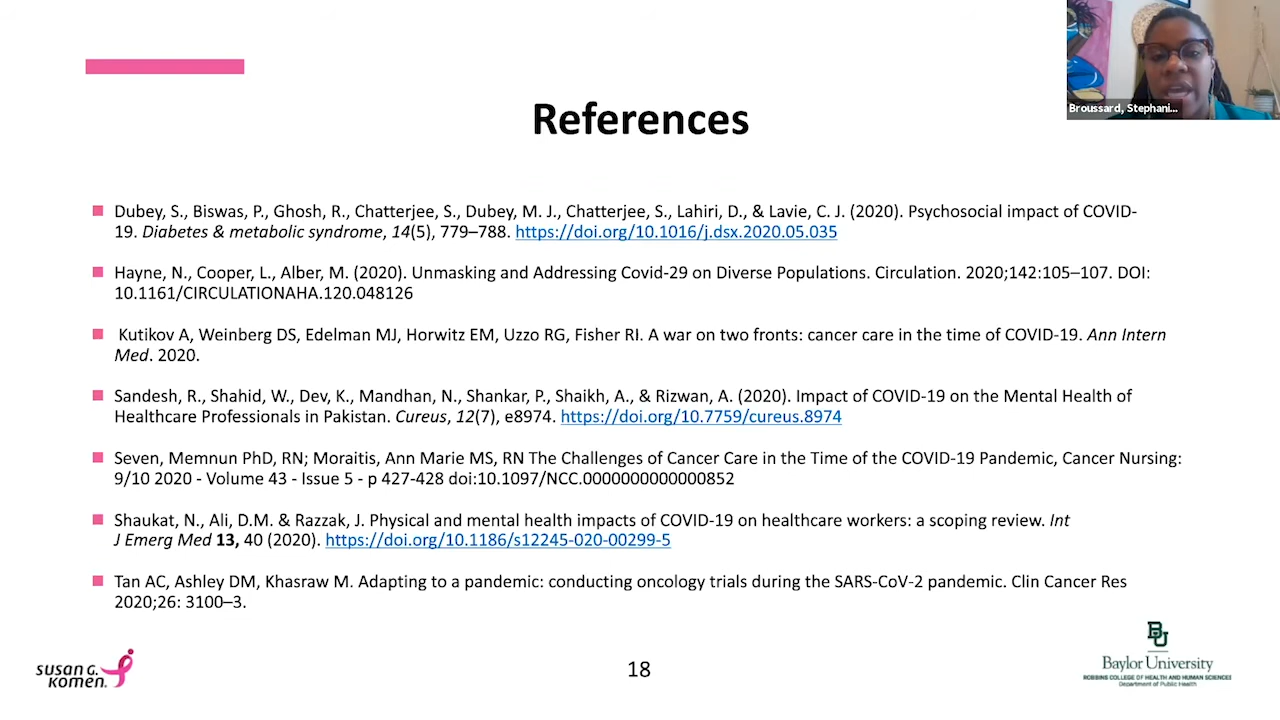 Broussard, Stephani...
References
Dubey, S., Biswas, P., Ghosh, R., Chatterjee, S., Dubey, M. J., Chatterjee, S., Lahiri, D., & Lavie, C. J. (2020). Psychosocial impact of COVID-
19. Diabetes & metabolic syndrome, 14(5), 779–788. https://doi.org/10.1016/j.dsx.2020.05.035
Hayne, N., Cooper, L., Alber, M. (2020). Unmasking and Addressing Covid-29 on Diverse Populations. Circulation. 2020;142:105–107. DOI:
10.1161/CIRCULATIONAHA.120.048126
Kutikov A, Weinberg DS, Edelman MJ, Horwitz EM, Uzzo RG, Fisher RI. A war on two fronts: cancer care in the time of COVID-19. Ann Intern
Med. 2020.
Sandesh, R., Shahid, W., Dev, K., Mandhan, N., Shankar, P., Shaikh, A., & Rizwan, A. (2020). Impact of COVID-19 on the Mental Health of
Healthcare Professionals in Pakistan. Cureus, 12(7), e8974. https://doi.org/10.7759/cureus.8974
Seven, Memnun PhD, RN; Moraitis, Ann Marie MS, RN The Challenges of Cancer Care in the Time of the COVID-19 Pandemic, Cancer Nursing:
9/10 2020 - Volume 43 - Issue 5 - p 427-428 doi:10.1097/NCC.0000000000000852
Shaukat, N., Ali, D.M. & Razzak, J. Physical and mental health impacts of COVID-19 on healthcare workers: a scoping review. Int
J Emerg Med 13, 40 (2020). https://doi.org/10.1186/s12245-020-00299-5
Tan AC, Ashley DM, Khasraw M. Adapting to a pandemic: conducting oncology trials during the SARS-CoV-2 pandemic. Clin Cancer Res
2020;26: 3100–3.
susan G.
komen.
18
BU
Baylor University
ROBBINS COLLEGE OF HEALTH AND HUMAN SCIENCES
Department of Public Health